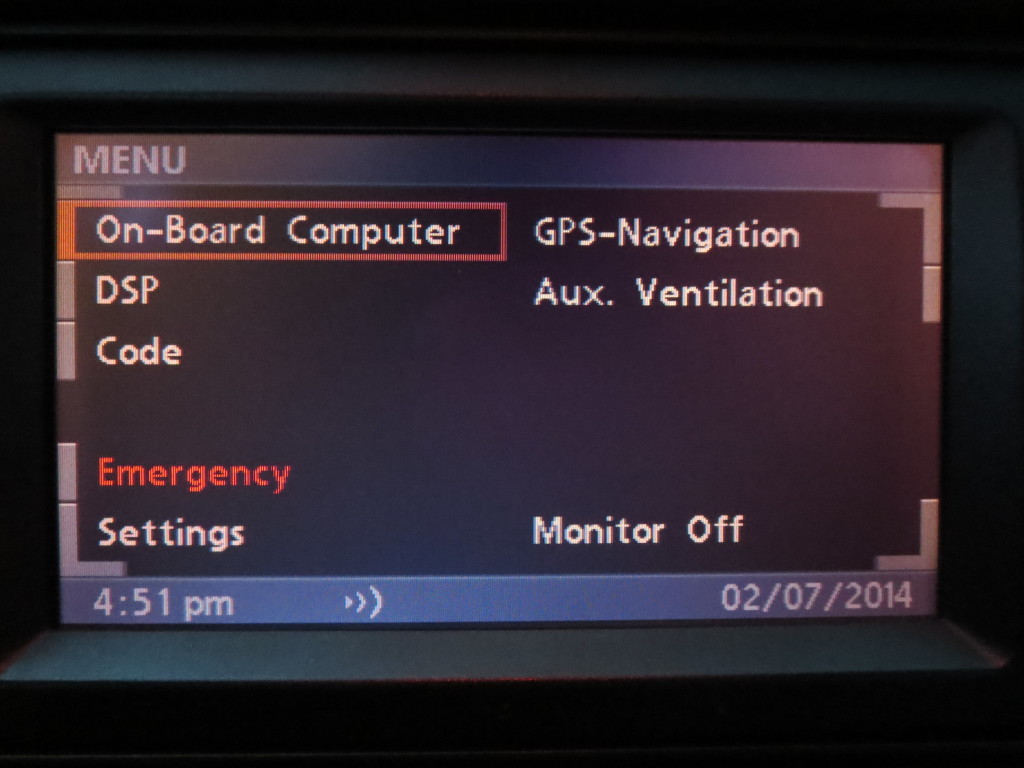 MENU
On-Board Computer
GPS-Navigation
DSP
Aux. Ventilation
Code
Emergency
Settings
Monitor Off
4:51 pm
02/07/2014